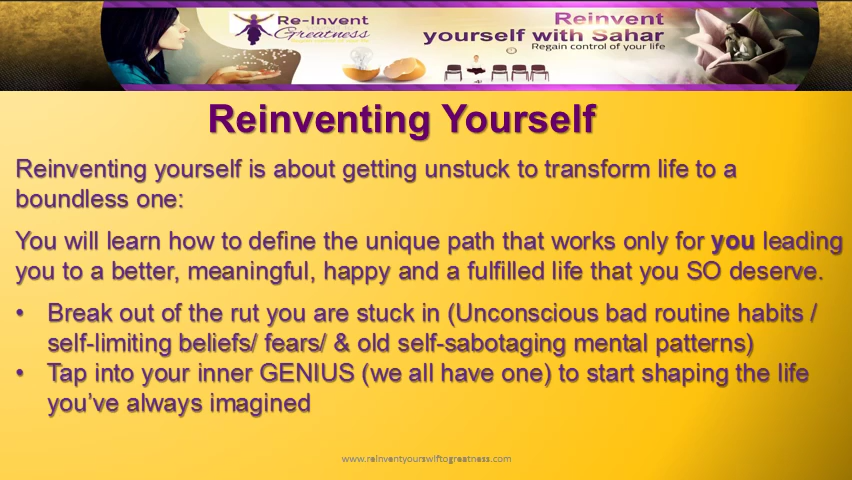 Re-Invent
Greatness
Reinvent
yourself with Sahar
Regain control of your life
Reinventing Yourself
Reinventing yourself is about getting unstuck to transform life to a
boundless one:
You will learn how to define the unique path that works only for you leading
you to a better, meaningful, happy and a fulfilled life that you SO deserve.
• Break out of the rut you are stuck in (Unconscious bad routine habits /
self-limiting beliefs/ fears/ & old self-sabotaging mental patterns)
• Tap into your inner GENIUS (we all have one) to start shaping the life
you've always imagined
www.reinventyourswiftogreatness.com